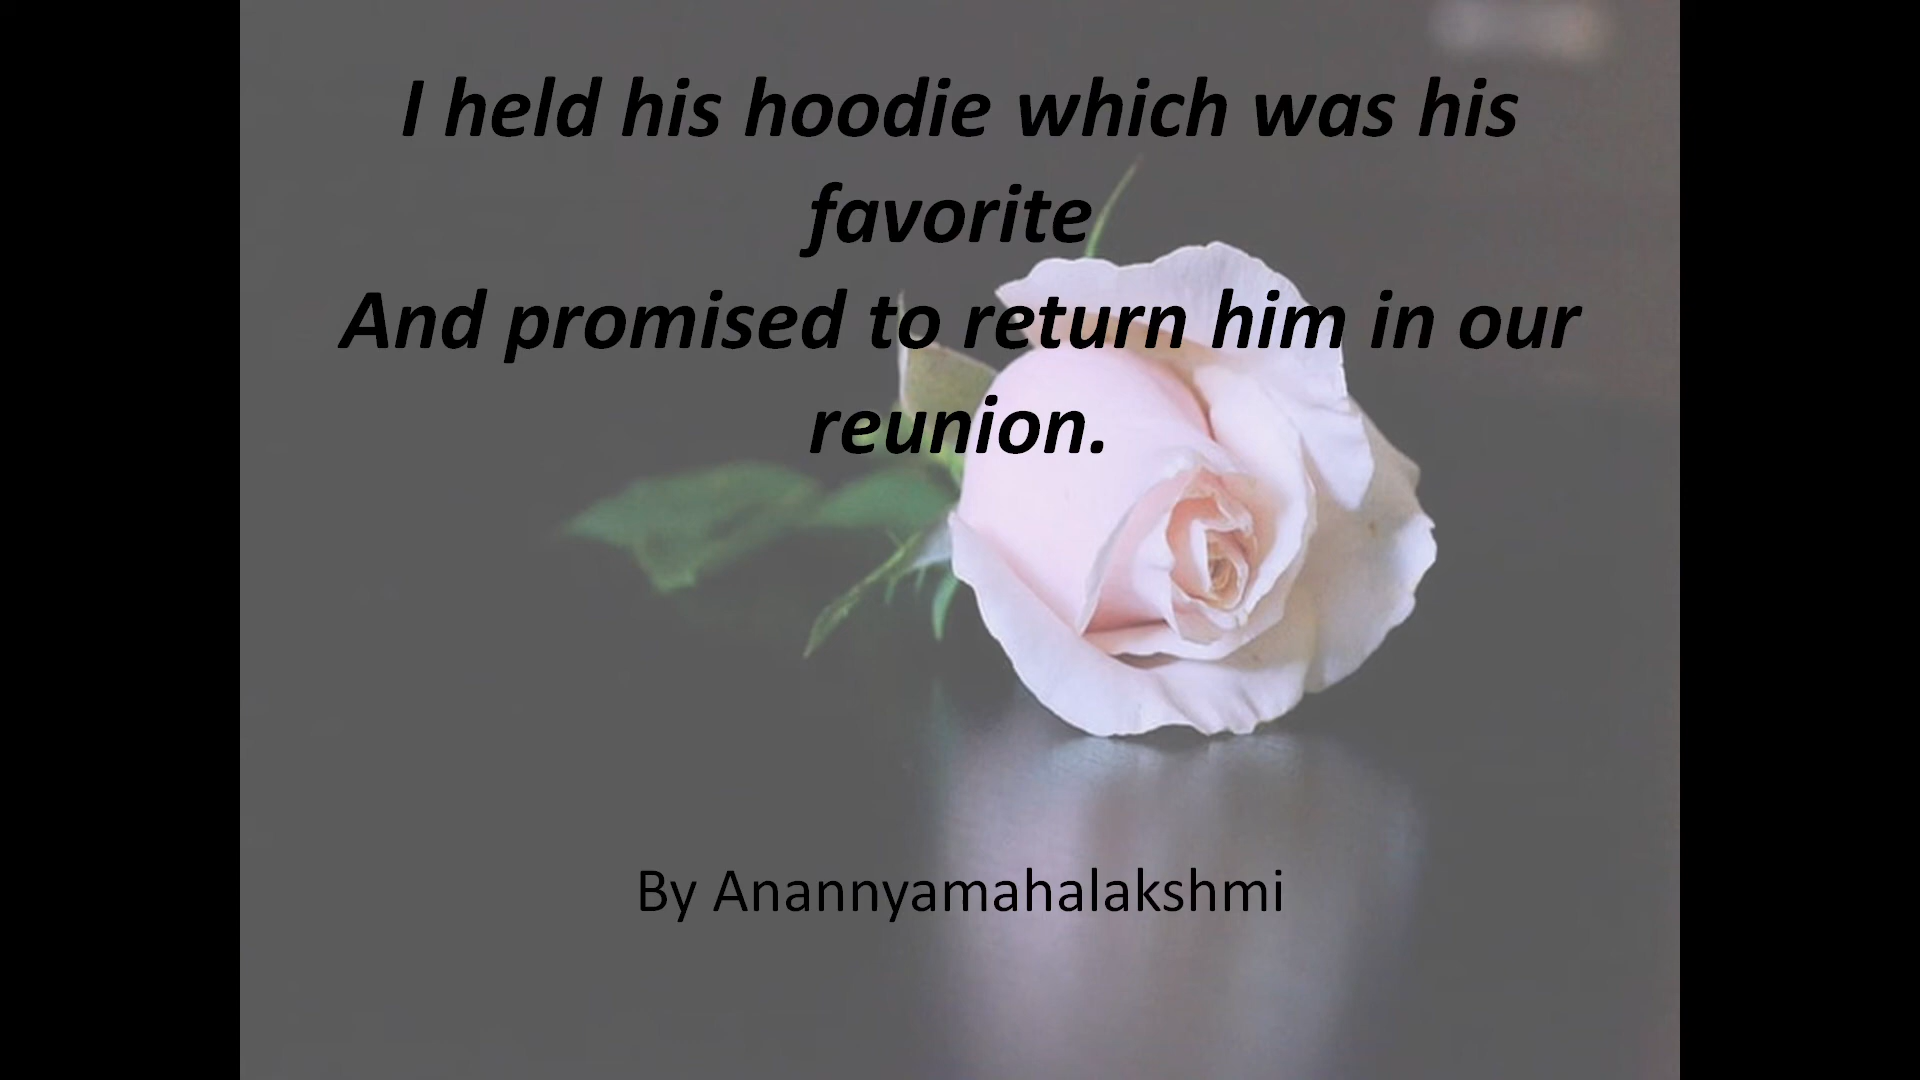 I held his hoodie which was his
favorite
And promised to return him in our
reunion.
By Anannyamahalakshmi